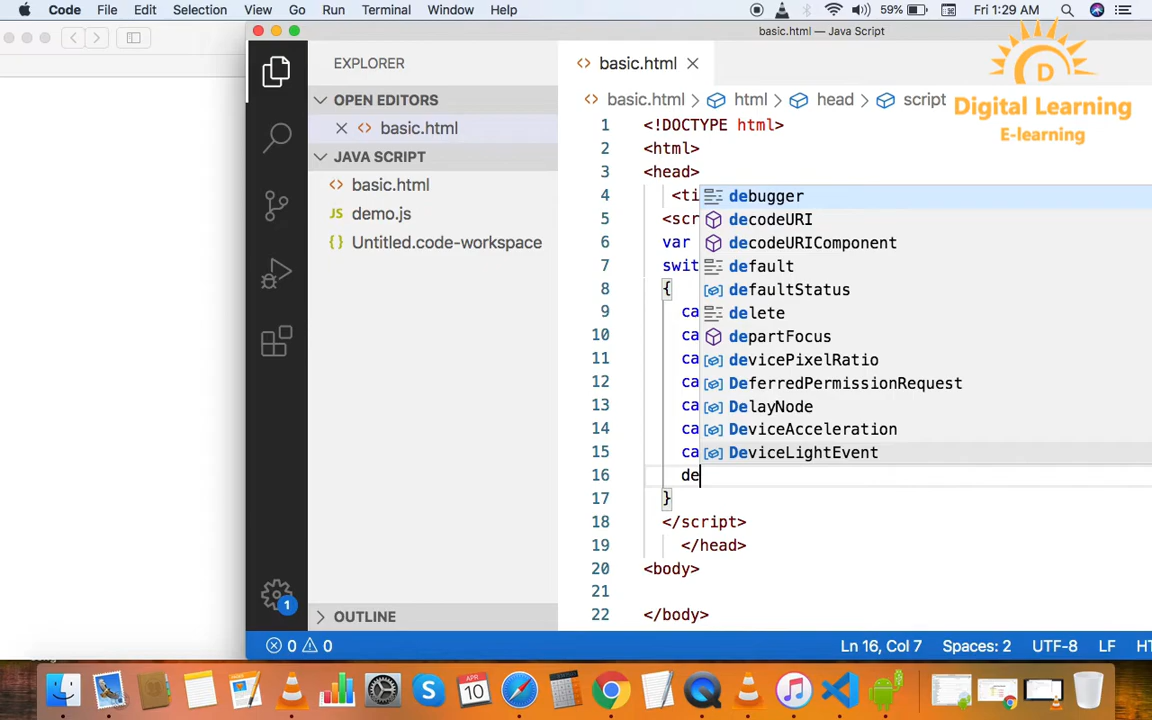 Code File Edit Selection View Go Run Terminal Window Help 59% Fri 1:29 AM
basic.html — Java Script
EXPLORER
OPEN EDITORS
basic.html
JAVA SCRIPT
basic.html
JS demo.js
{} Untitled.code-workspace
OUTLINE
1
basic.html
basic.html > html > head > script
1 <!DOCTYPE html>
2 <html>
3 <head>
4 <ti
5 <scr
6 var
7 swit
8 {
9 ca
10 ca
11 ca
12 ca
13 ca
14 ca
15 ca
16 de
17 }
18 </script>
19 </head>
20 <body>
21
22 </body>
debugger
decodeURI
decodeURIComponent
default
defaultStatus
delete
departFocus
devicePixelRatio
DeferredPermissionRequest
DelayNode
DeviceAcceleration
DeviceLightEvent
D
Digital Learning
E-learning
0 0 Ln 16, Col 7 Spaces: 2 UTF-8 LF HT
APR
10